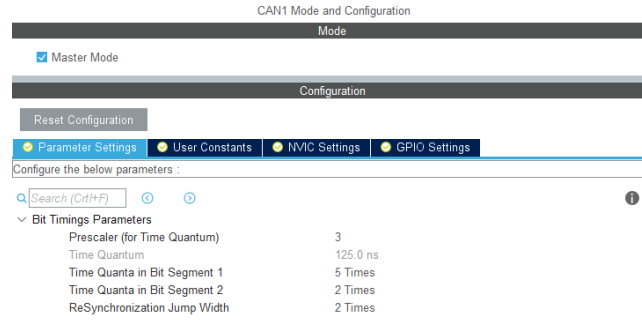 CAN1 Mode and Configuration
Mode
Master Mode
Configuration
Reset Configuration
Parameter Settings User Constants NVIC Settings GPIO Settings
Configure the below parameters :
Search (Crtl+F)
Bit Timings Parameters
Prescaler (for Time Quantum) 3
Time Quantum 125.0 ns
Time Quanta in Bit Segment 1 5 Times
Time Quanta in Bit Segment 2 2 Times
ReSynchronization Jump Width 2 Times